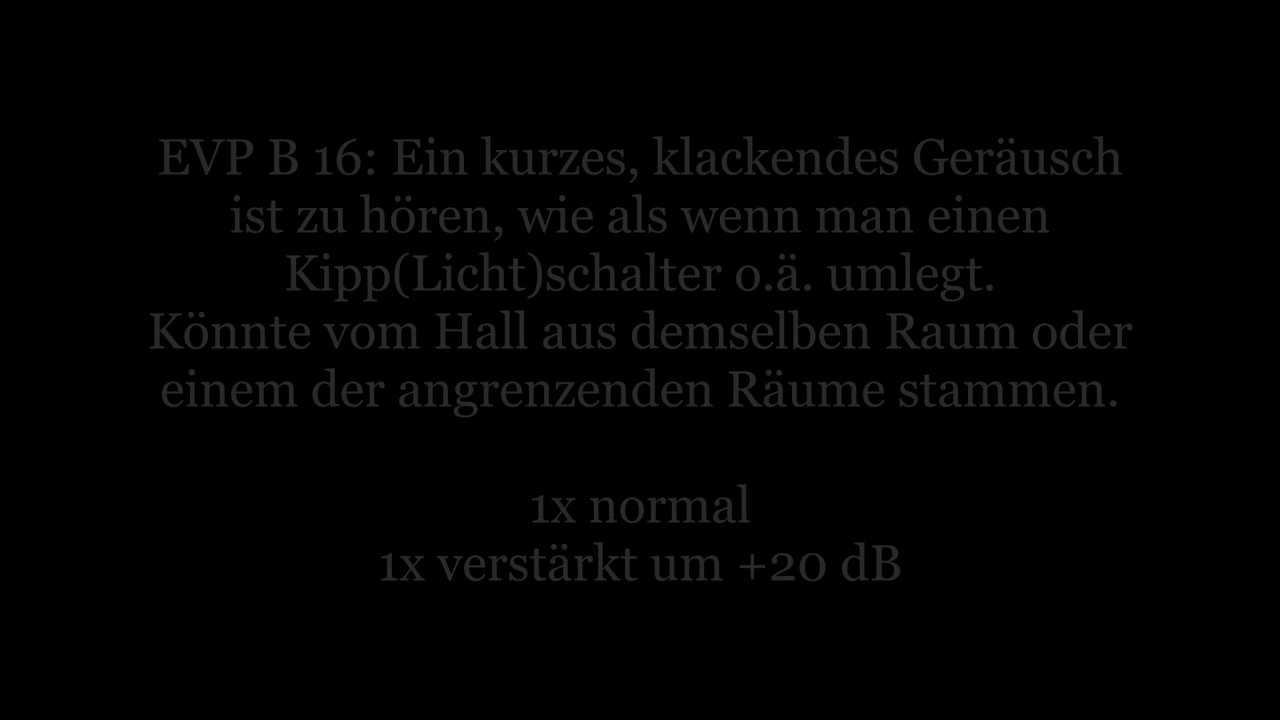 EVP B 16: Ein kurzes, klackendes Geräusch
ist zu hören, wie als wenn man einen
Kipp(Licht)schalter o.ä. umlegt.
Könnte vom Hall aus demselben Raum oder
einem der angrenzenden Räume stammen.
1x normal
1x verstärkt um +20 dB